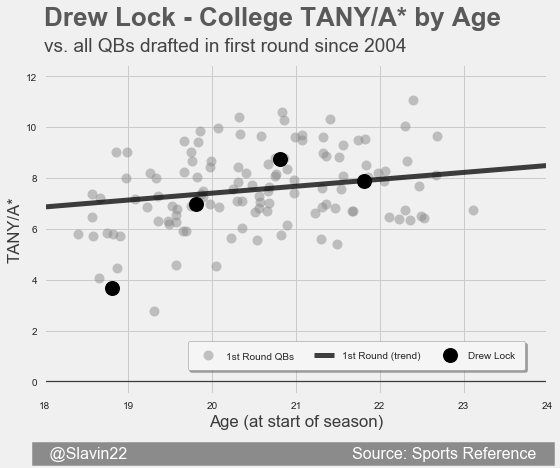 Drew Lock - College TANY/A* by Age
vs. all QBs drafted in first round since 2004
12
10
8
6
4
2
0
TANY/A*
1st Round QBs
1st Round (trend)
Drew Lock
18 19 20 21 22 23 24
Age (at start of season)
@Slavin22
Source: Sports Reference